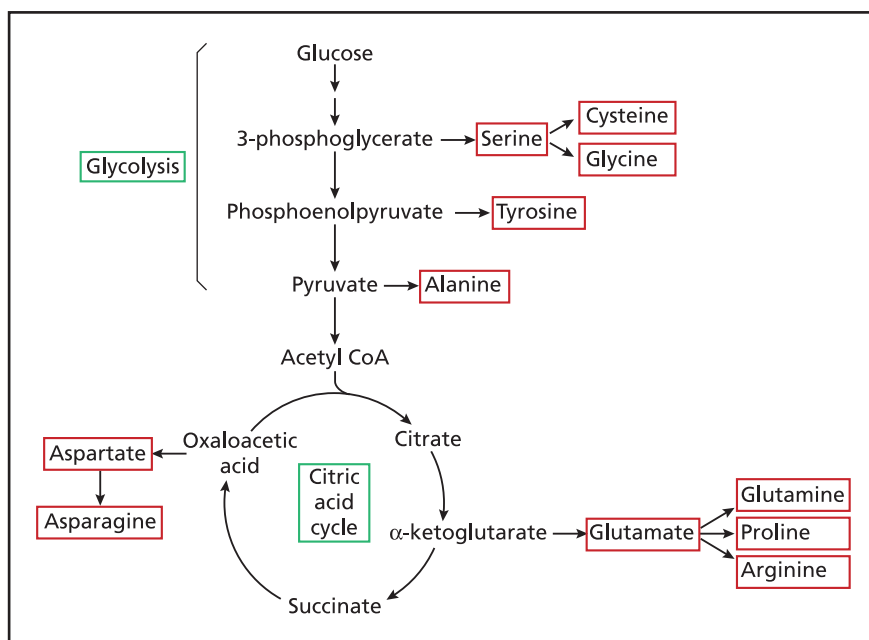 Glucose
3-phosphoglycerate
Serine
Cysteine
Glycine
Glycolysis
Phosphoenolpyruvate
Tyrosine
Pyruvate
Alanine
Acetyl CoA
Oxaloacetic
acid
Aspartate
Asparagine
Citric
acid
cycle
Citrate
α-ketoglutarate
Glutamate
Glutamine
Proline
Arginine
Succinate